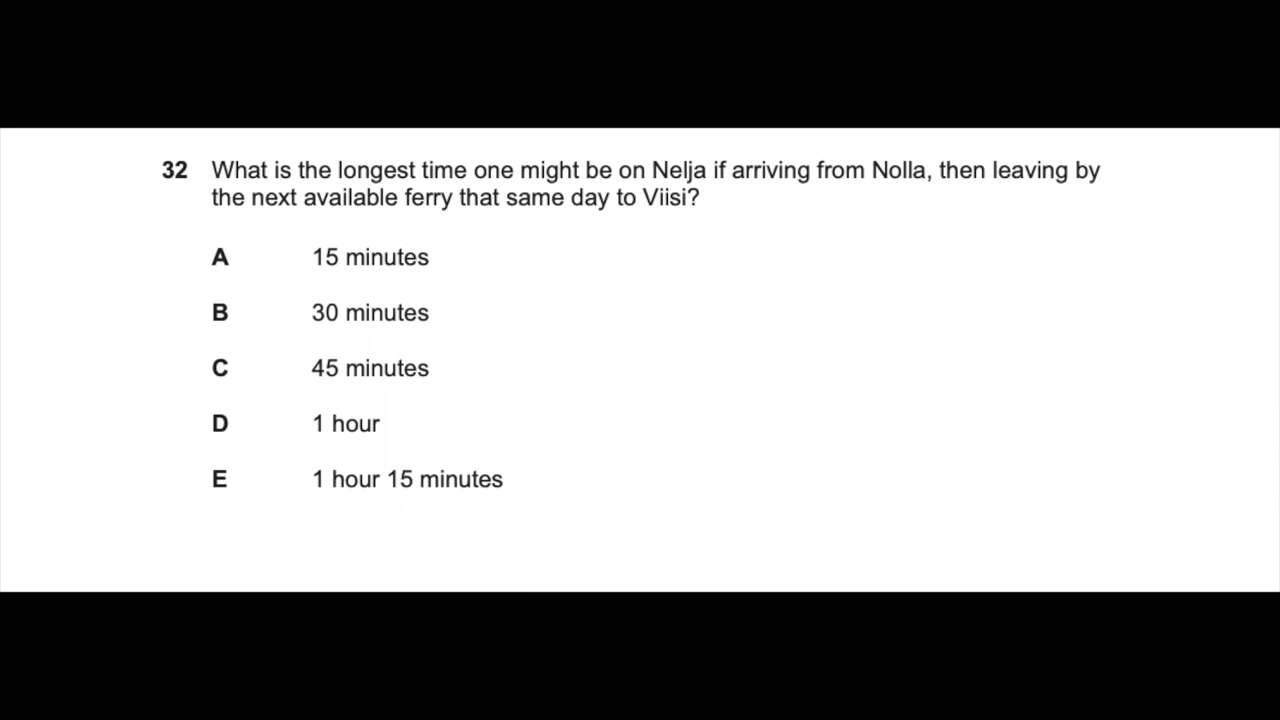 32 What is the longest time one might be on Nelja if arriving from Nolla, then leaving by
the next available ferry that same day to Viisi?
A 15 minutes
B 30 minutes
C 45 minutes
D 1 hour
E 1 hour 15 minutes